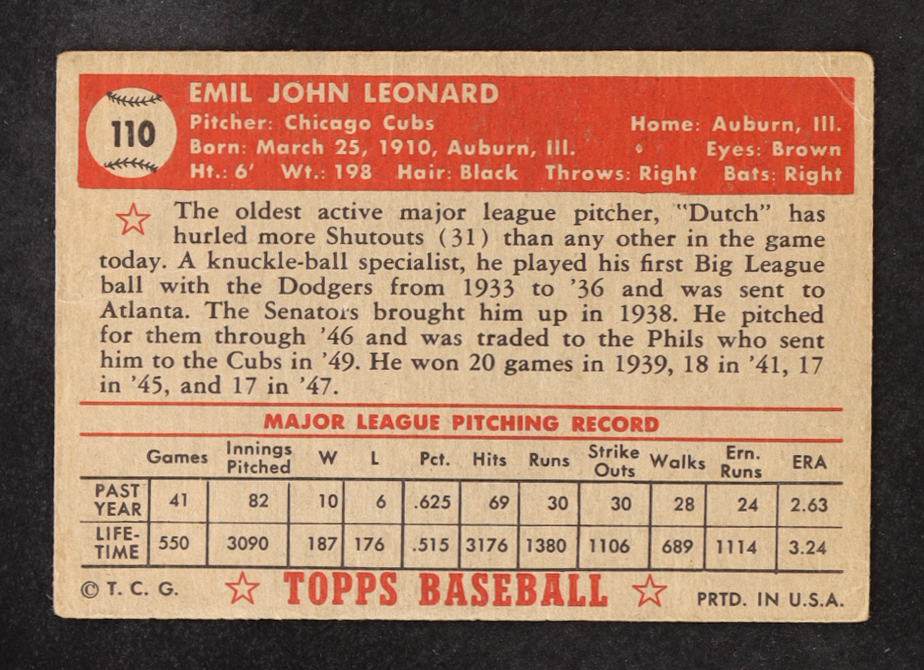 110
EMIL JOHN LEONARD
Pitcher: Chicago Cubs Home: Auburn, Ill.
Born: March 25, 1910, Auburn, Ill. Eyes: Brown
Ht.: 6' Wt.: 198 Hair: Black Throws: Right Bats: Right
The oldest active major league pitcher, "Dutch" has
hurled more Shutouts (31) than any other in the game
today. A knuckle-ball specialist, he played his first Big League
ball with the Dodgers from 1933 to '36 and was sent to
Atlanta. The Senators brought him up in 1938. He pitched
for them through '46 and was traded to the Phils who sent
him to the Cubs in '49. He won 20 games in 1939, 18 in '41, 17
in '45, and 17 in '47.
MAJOR LEAGUE PITCHING RECORD
Games Innings Pitched W L Pct. Hits Runs Strike Outs Walks Ern. Runs ERA
PAST YEAR 41 82 10 6 .625 69 30 30 28 24 2.63
LIFE-TIME 550 3090 187 176 .515 3176 1380 1106 689 1114 3.24
© T. C. G. TOPPS BASEBALL PRTD. IN U.S.A.